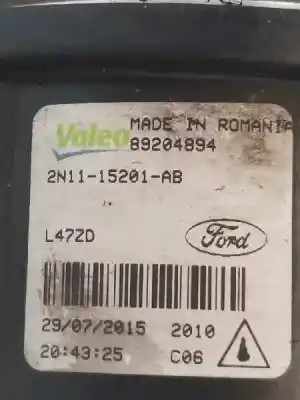 Valeo MADE IN ROMANIA
89204894
2N11-15201-AB
L47ZD Ford
29/07/2015 2010
20:43:25 C06